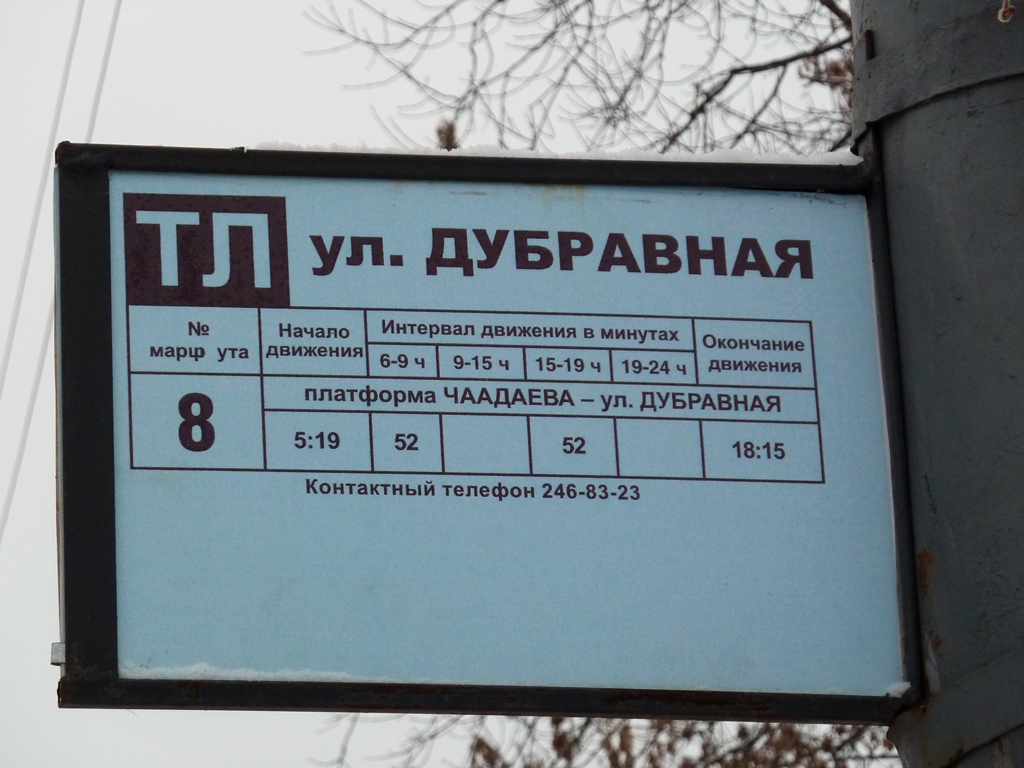 ТЛ ул. ДУБРАВНАЯ
№ маршрута
Начало движения
Интервал движения в минутах
6-9 ч 9-15 ч 15-19 ч 19-24 ч
Окончание движения
8
платформа ЧААДАЕВА – ул. ДУБРАВНАЯ
5:19 52 52 18:15
Контактный телефон 246-83-23